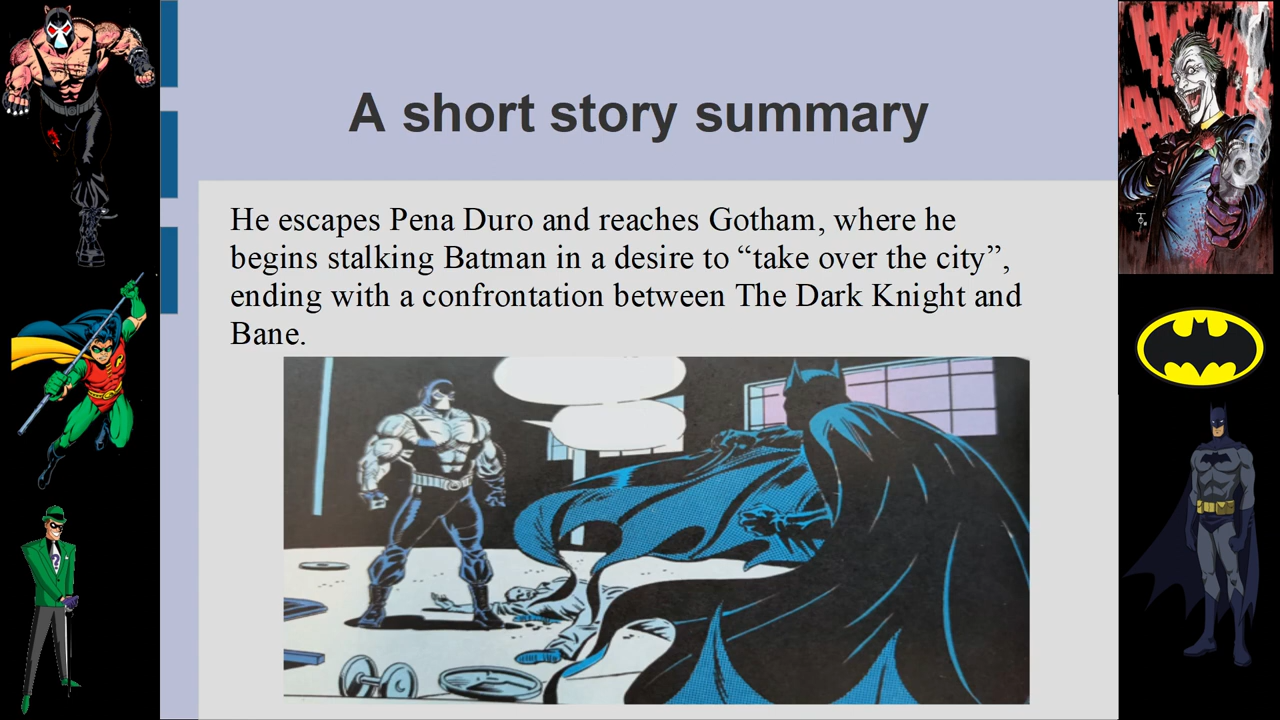 A short story summary
He escapes Pena Duro and reaches Gotham, where he
begins stalking Batman in a desire to “take over the city”,
ending with a confrontation between The Dark Knight and
Bane.